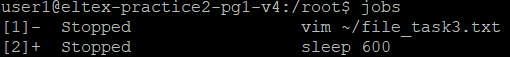 user1@eltex-practice2-pg1-v4:/root$ jobs
[1]-  Stopped                 vim ~/file_task3.txt
[2]+  Stopped                 sleep 600